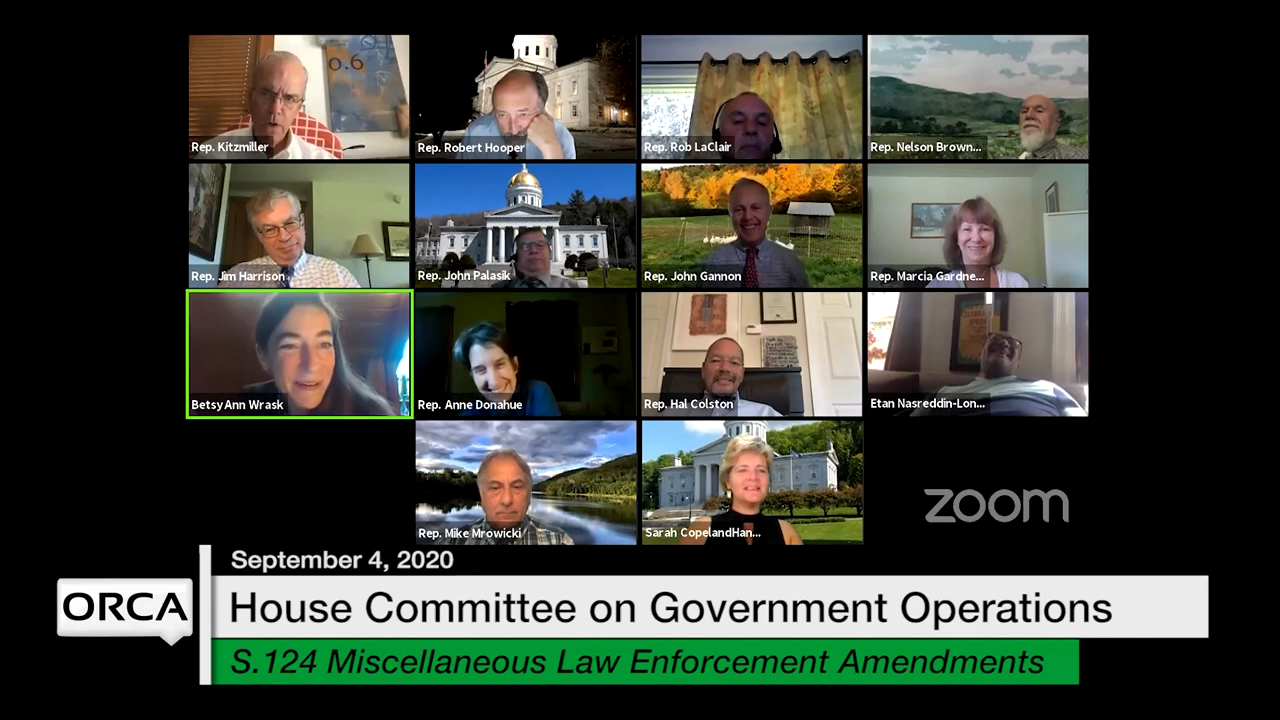 0.6
Rep. Kitzmiller
Rep. Robert Hooper
Rep. Rob LaClair
Rep. Nelson Brown...
Rep. Jim Harrison
Rep. John Palasik
Rep. John Gannon
Rep. Marcia Gardne...
Betsy Ann Wrask
Rep. Anne Donahue
Rep. Hal Colston
Etan Nasreddin-Lon...
Rep. Mike Mrowicki
Sarah CopelandHan...
zoom
September 4, 2020
ORCA
House Committee on Government Operations
S.124 Miscellaneous Law Enforcement Amendments